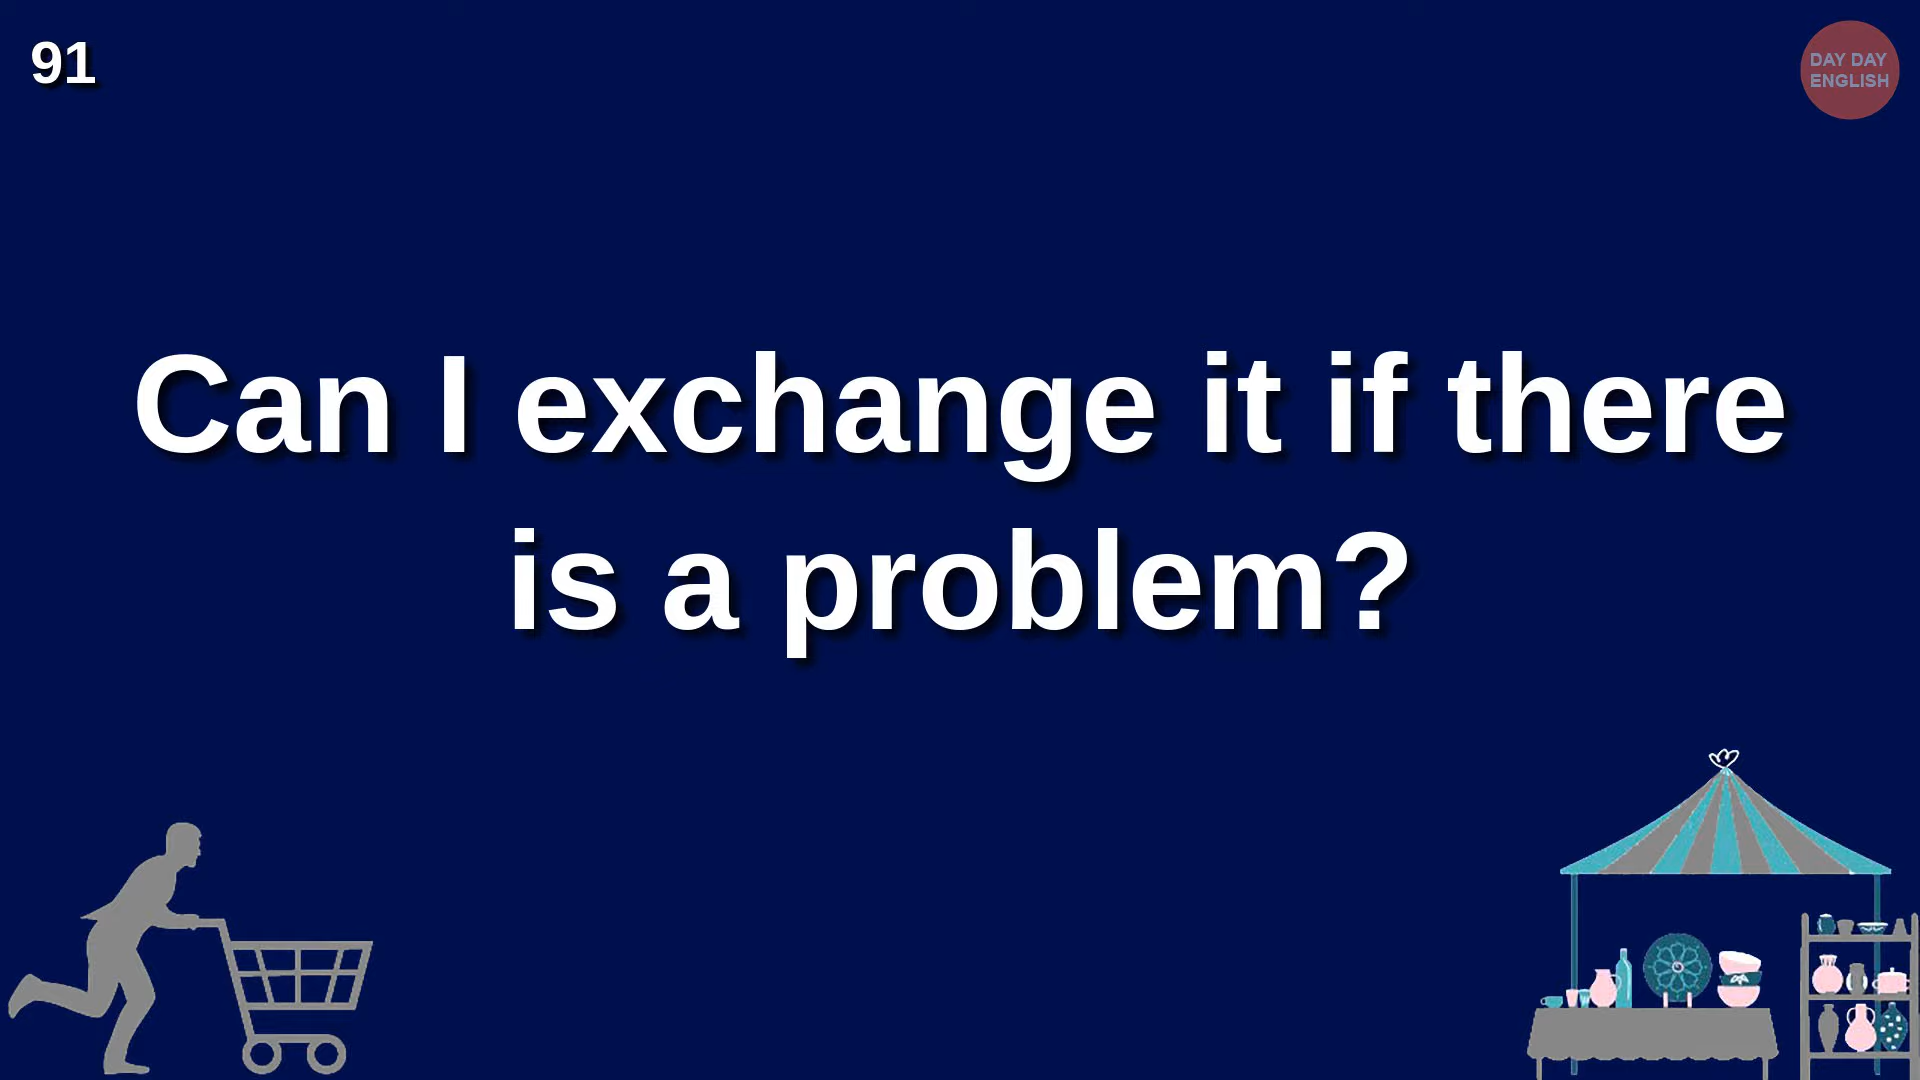 91
DAY DAY
ENGLISH
Can I exchange it if there
is a problem?